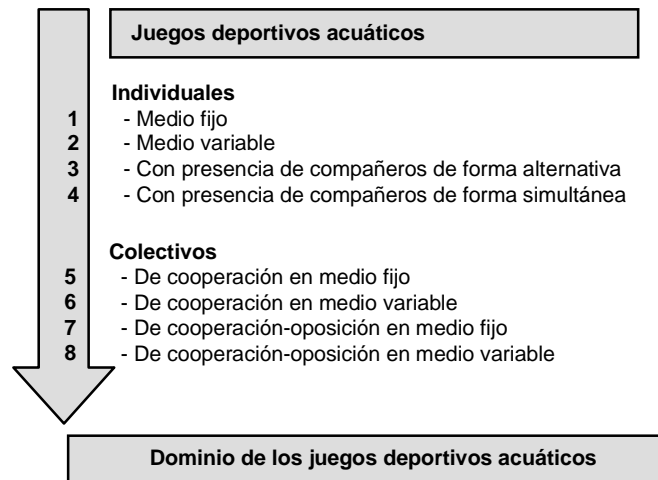 Juegos deportivos acuáticos
Individuales
1 - Medio fijo
2 - Medio variable
3 - Con presencia de compañeros de forma alternativa
4 - Con presencia de compañeros de forma simultánea
Colectivos
5 - De cooperación en medio fijo
6 - De cooperación en medio variable
7 - De cooperación-oposición en medio fijo
8 - De cooperación-oposición en medio variable
Dominio de los juegos deportivos acuáticos